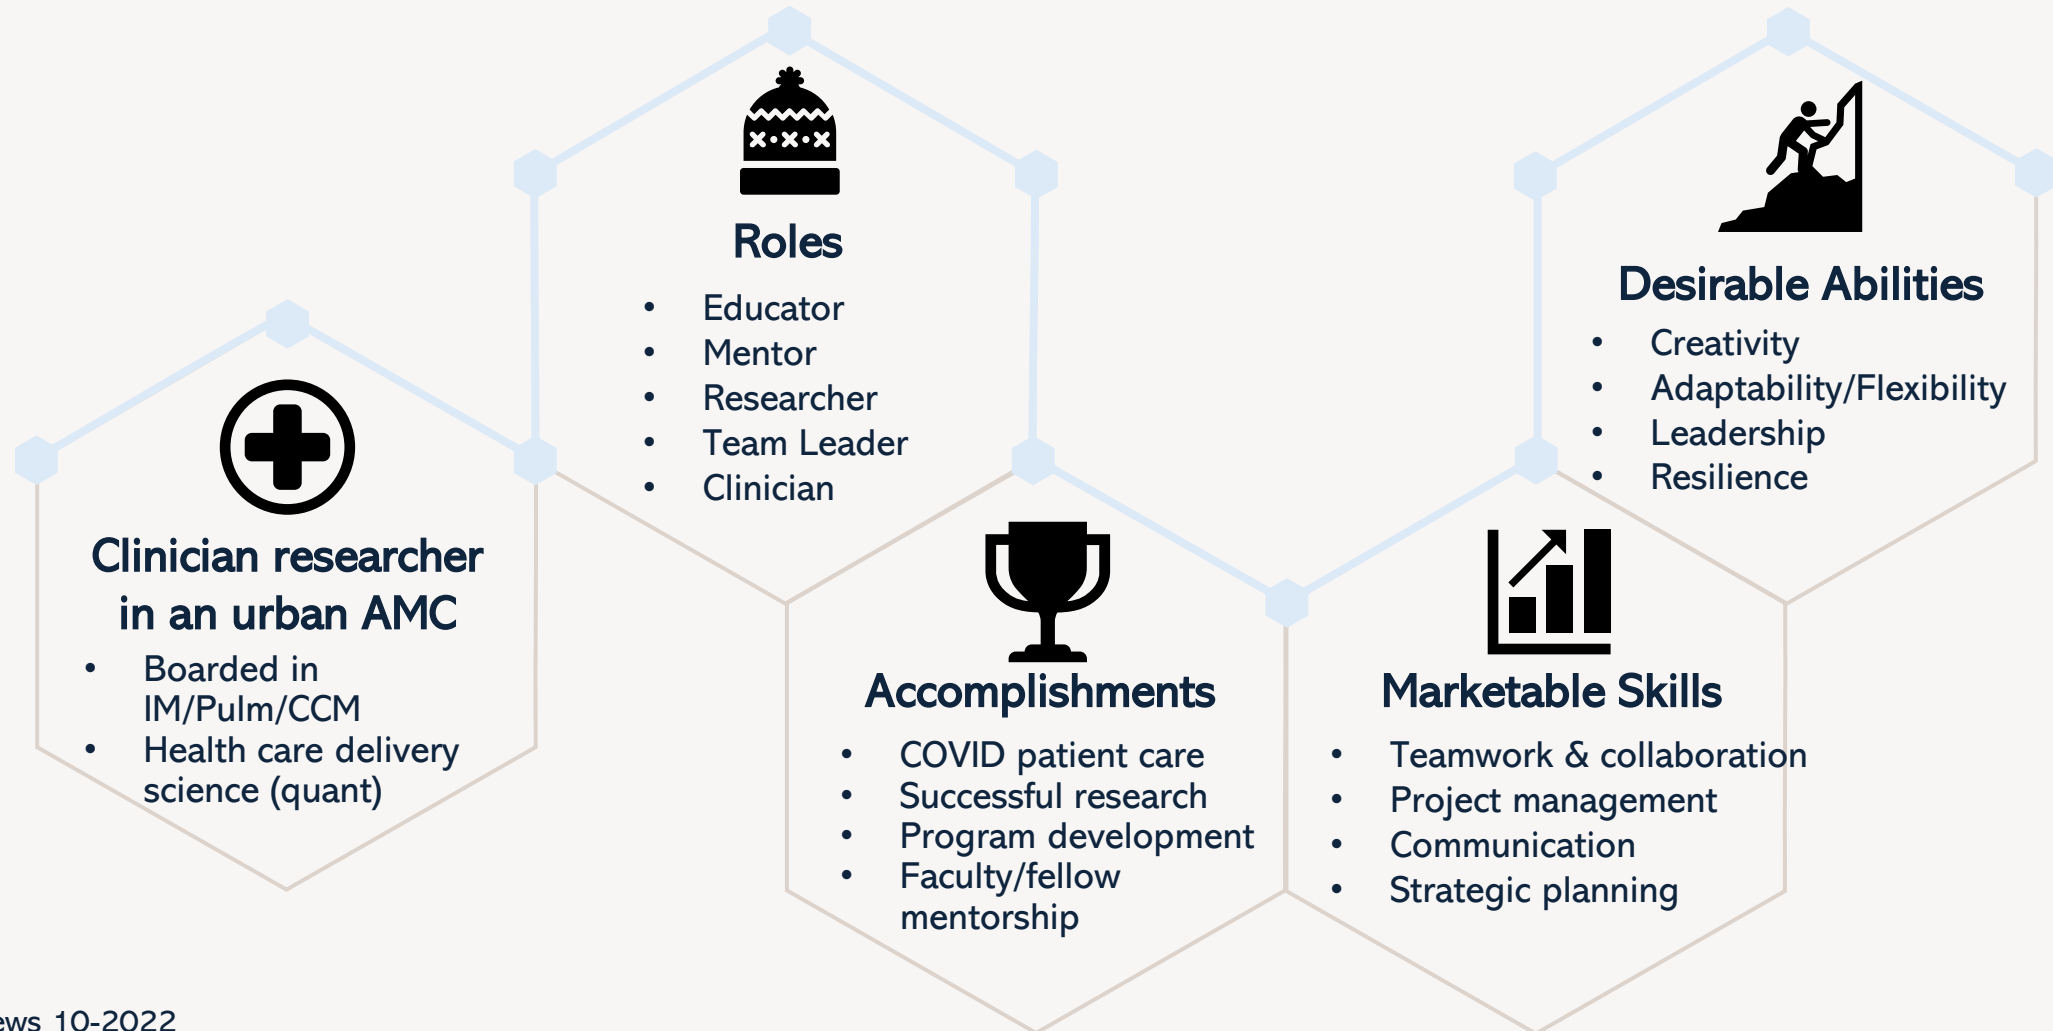 Clinician researcher
in an urban AMC
• Boarded in
IM/Pulm/CCM
• Health care delivery
science (quant)
Roles
• Educator
• Mentor
• Researcher
• Team Leader
• Clinician
Accomplishments
• COVID patient care
• Successful research
• Program development
• Faculty/fellow
mentorship
Marketable Skills
• Teamwork & collaboration
• Project management
• Communication
• Strategic planning
Desirable Abilities
• Creativity
• Adaptability/Flexibility
• Leadership
• Resilience
10-2022